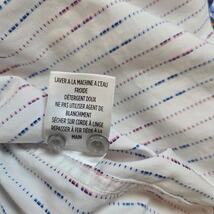 LAVER A LA MACHINE A L'EAU
FROIDE
DÉTERGENT DOUX
NE PAS UTILISER AGENT DE
BLANCHIMENT
SÉCHER SUR CORDE À LINGE
REPASSER À FER TIÈDE À LA
MAIN